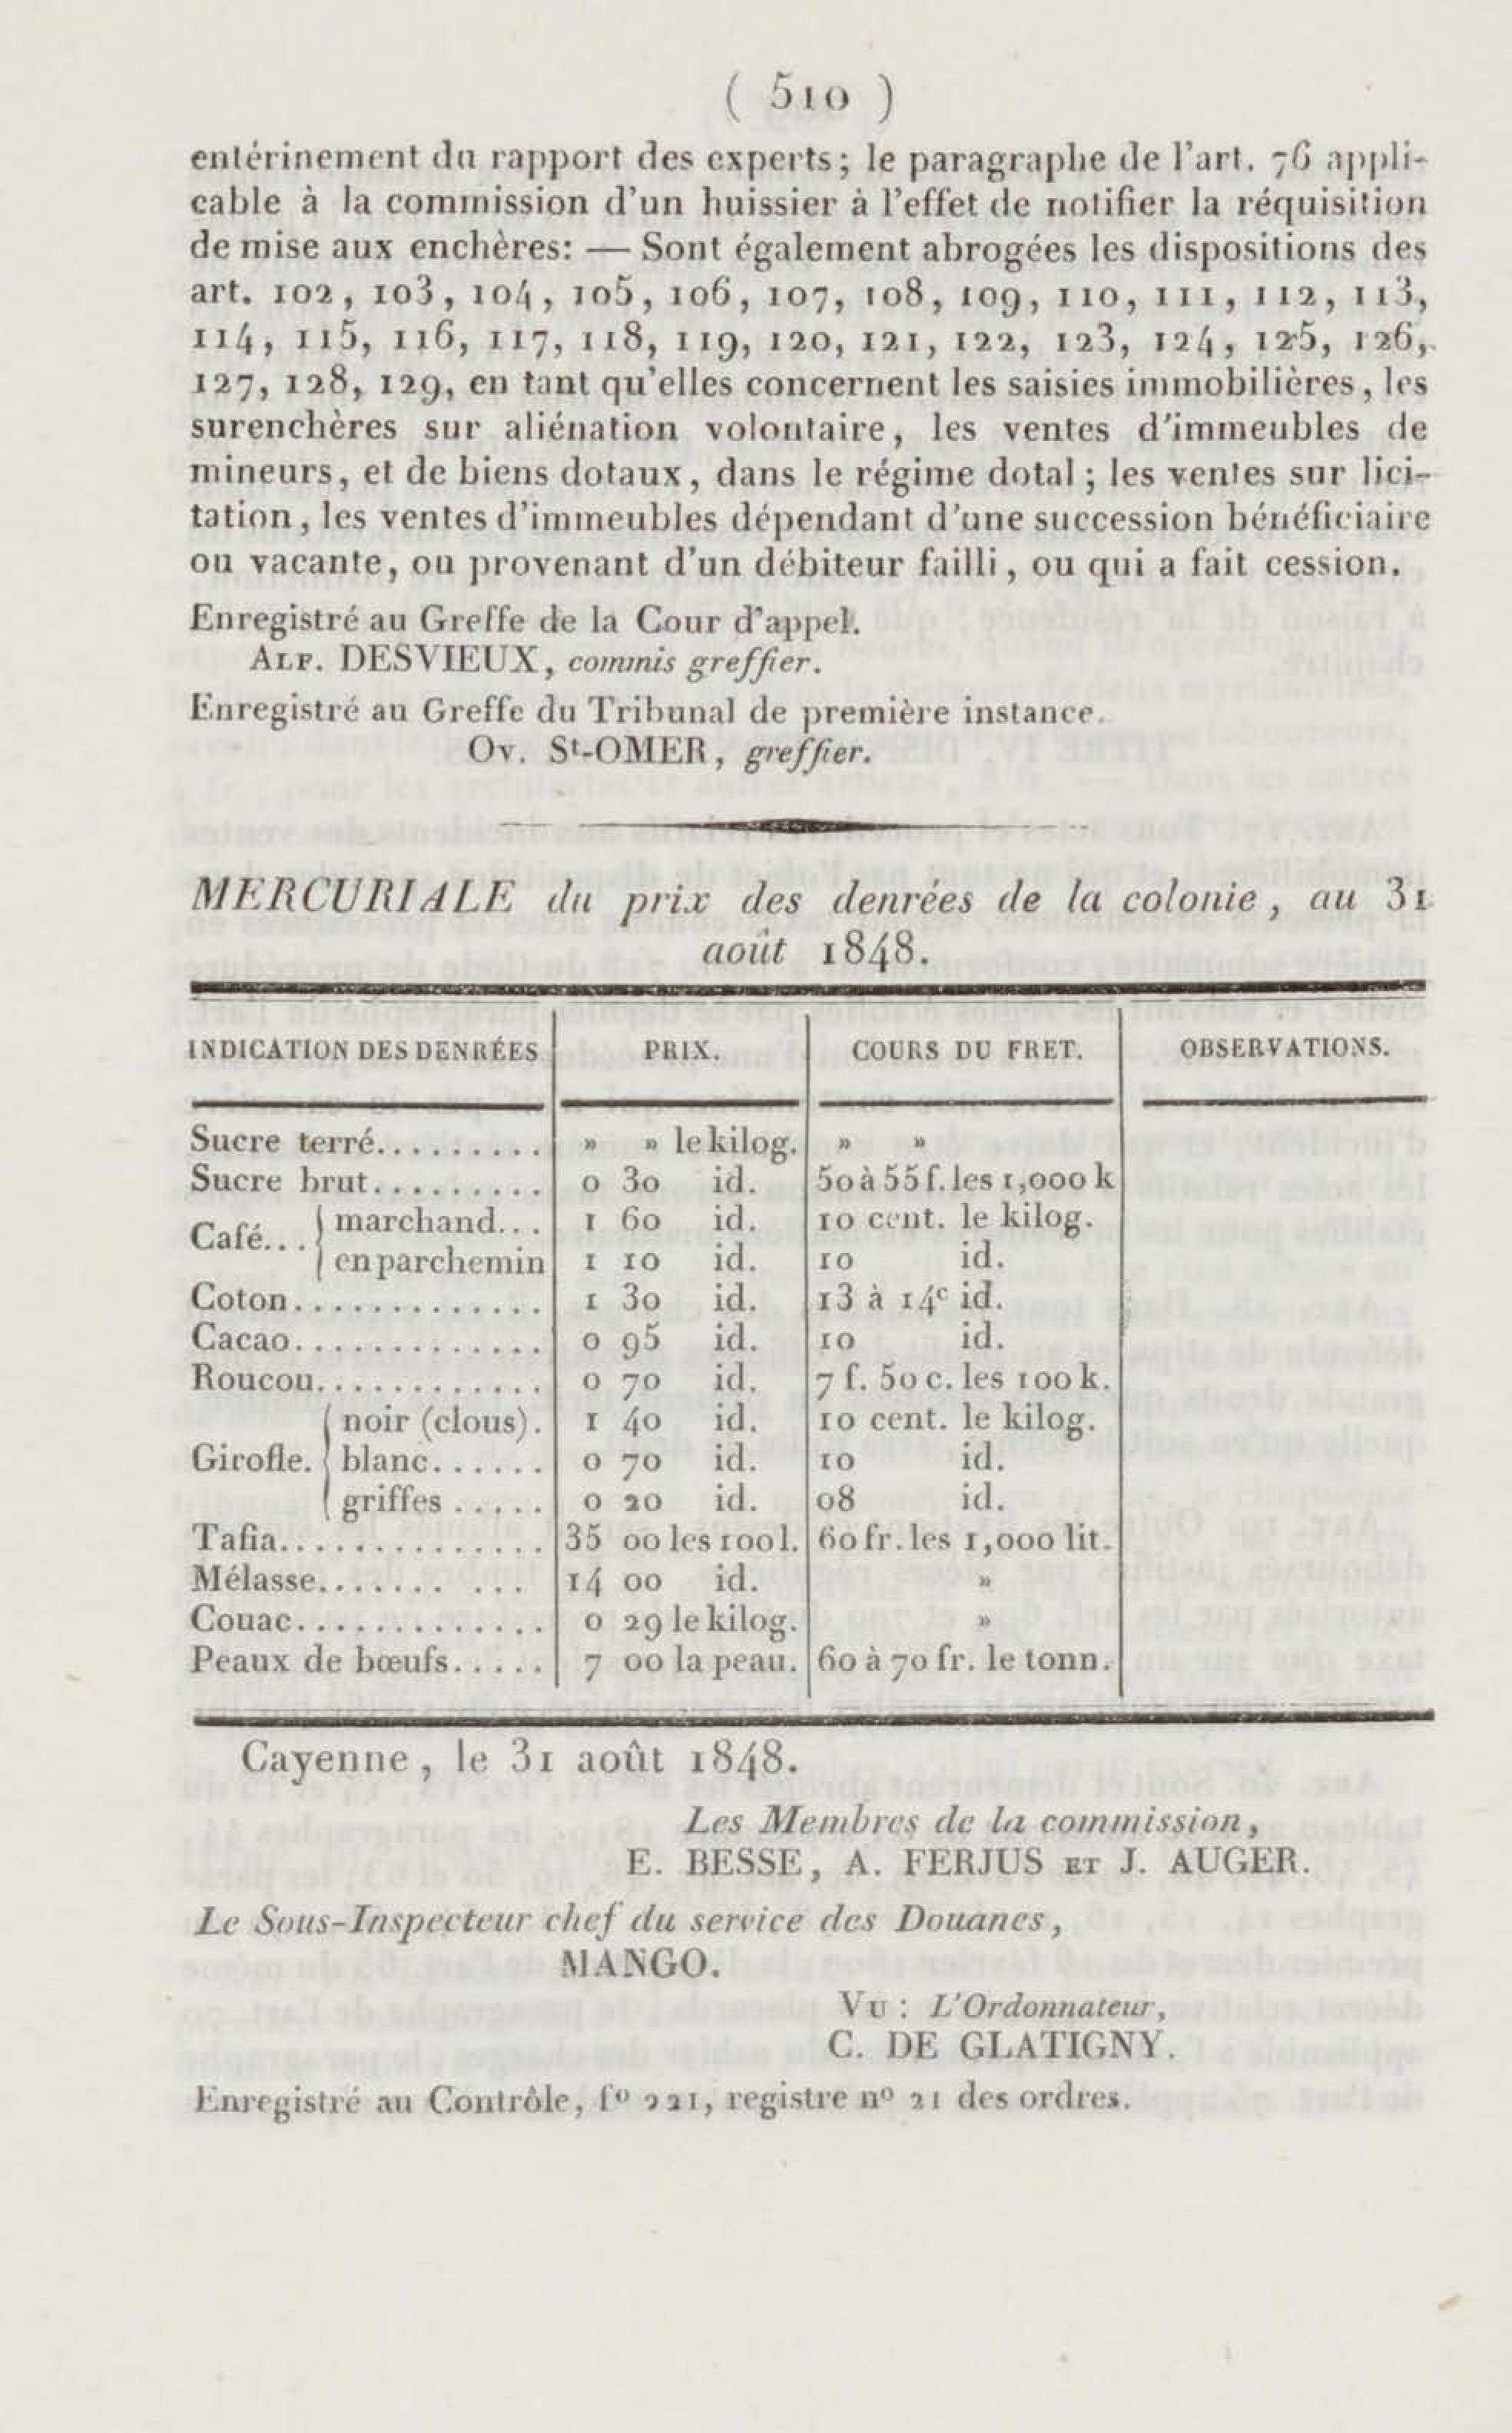 ( 510 )
entérinement du rapport des experts; le paragraphe de l'art. 76 appli-
cable à la commission d'un huissier à l'effet de notifier la réquisition
de mise aux enchères: — Sont également abrogées les dispositions des
art. 102, 103, 104, 105, 106, 107, 108, 109, 110, 111, 112, 113,
114, 115, 116, 117, 118, 119, 120, 121, 122, 123, 124, 125, 126,
127, 128, 129, en tant qu'elles concernent les saisies immobilières, les
surenchères sur aliénation volontaire, les ventes d'immeubles de
mineurs, et de biens dotaux, dans le régime dotal; les ventes sur lici-
tation, les ventes d'immeubles dépendant d'une succession bénéficiaire
ou vacante, ou provenant d'un débiteur failli, ou qui a fait cession.
Enregistré au Greffe de la Cour d'appel.
ALF. DESVIEUX, commis greffier.
Enregistré au Greffe du Tribunal de première instance.
Ov. St-OMER, greffier.
MERCURIALE du prix des denrées de la colonie, au 31
août 1848.
INDICATION DES DENRÉES PRIX. COURS DU FRET. OBSERVATIONS.
Sucre terré.......... » » le kilog. » »
Sucre brut.......... 0 30 id. 50 à 55 f. les 1,000 k
Café... { marchand... 1 60 id. 10 cent. le kilog.
en parchemin 1 10 id. 10 id.
Coton............. 1 30 id. 13 à 14c id.
Cacao............. 0 95 id. 10 id.
Roucou............ 0 70 id. 7 f. 50 c. les 100 k.
noir (clous). 1 40 id. 10 cent. le kilog.
Girofle. { blanc...... 0 70 id. 10 id.
griffes ..... 0 20 id. 08 id.
Tafia.............. 35 00 les 100 l. 60 fr. les 1,000 lit.
Mélasse....... ... 14 00 id. »
Couac............. 0 29 le kilog. »
Peaux de bœufs..... 7 00 la peau. 60 à 70 fr. le tonn.
Cayenne, le 31 août 1848.
Les Membres de la commission,
E. BESSE, A. FERJUS ET J. AUGER.
Le Sous-Inspecteur chef du service des Douanes,
MANGO.
VU: L'Ordonnateur,
C. DE GLATIGNY.
Enregistré au Contrôle, fo 221, registre no 21 des ordres.